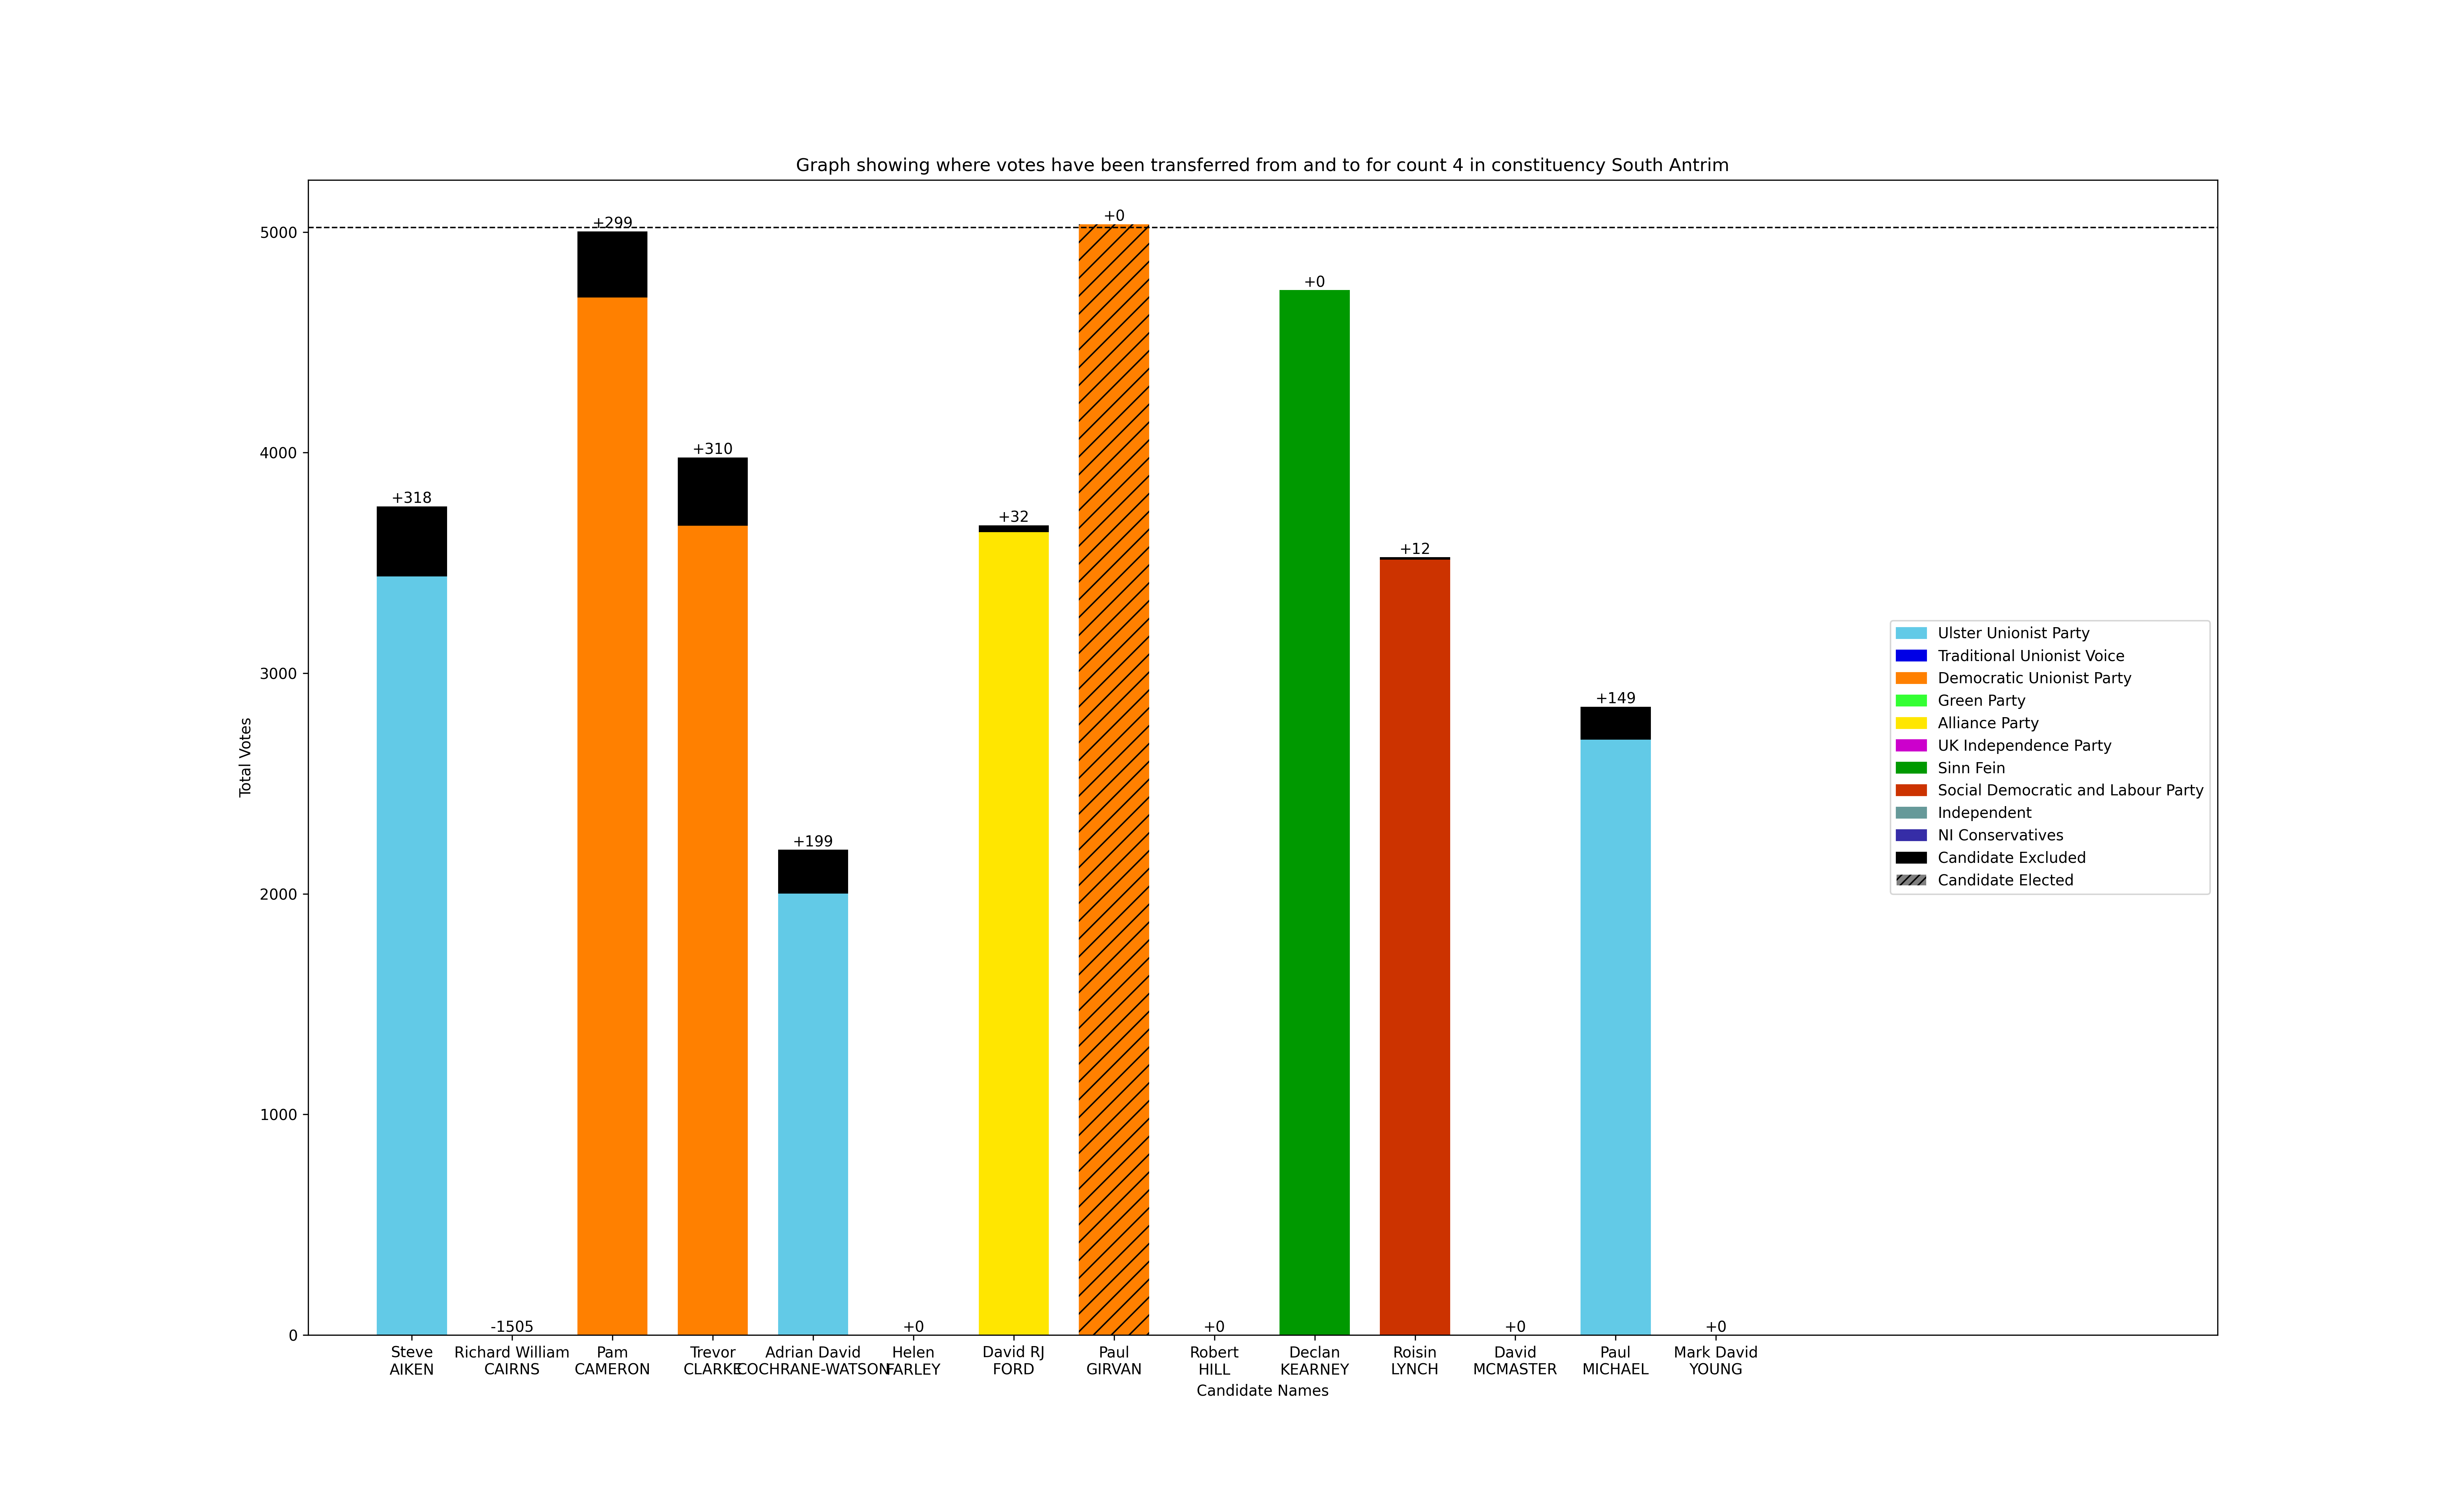 Graph showing where votes have been transferred from and to for count 4 in constituency South Antrim
Total Votes
5000
4000
3000
2000
1000
0
+318
-1505
+299
+310
+199
+0
+32
+0
+0
+0
+12
+0
+149
+0
Steve
AIKEN
Richard William
CAIRNS
Pam
CAMERON
Trevor
CLARKE
Adrian David
COCHRANE-WATSON
Helen
FARLEY
David RJ
FORD
Paul
GIRVAN
Robert
HILL
Declan
KEARNEY
Roisin
LYNCH
David
MCMASTER
Paul
MICHAEL
Mark David
YOUNG
Candidate Names
Ulster Unionist Party
Traditional Unionist Voice
Democratic Unionist Party
Green Party
Alliance Party
UK Independence Party
Sinn Fein
Social Democratic and Labour Party
Independent
NI Conservatives
Candidate Excluded
Candidate Elected